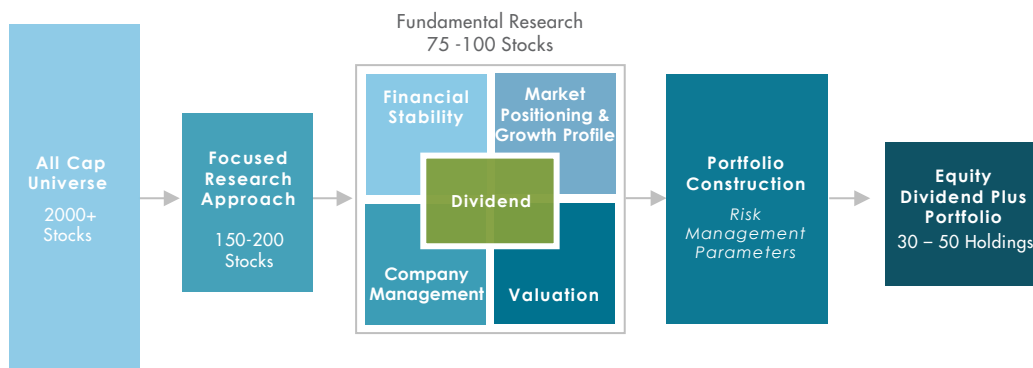 All Cap
Universe
2000+
Stocks
Focused
Research
Approach
150-200
Stocks
Fundamental Research
75 -100 Stocks
Financial
Stability
Market
Positioning &
Growth Profile
Dividend
Company
Management
Valuation
Portfolio
Construction
Risk
Management
Parameters
Equity
Dividend Plus
Portfolio
30 – 50 Holdings